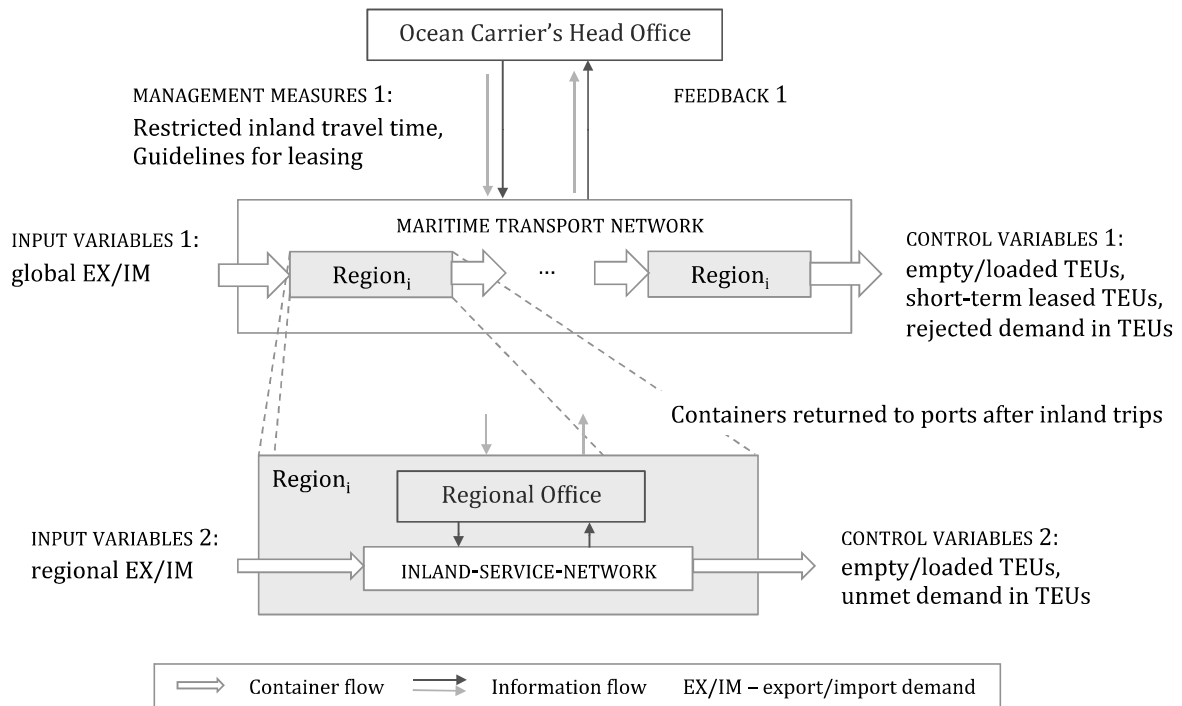 Ocean Carrier's Head Office
MANAGEMENT MEASURES 1:
Restricted inland travel time,
Guidelines for leasing
FEEDBACK 1
MARITIME TRANSPORT NETWORK
INPUT VARIABLES 1:
global EX/IM
Regioni
...
Regioni
CONTROL VARIABLES 1:
empty/loaded TEUs,
short-term leased TEUs,
rejected demand in TEUs
Containers returned to ports after inland trips
Regioni
Regional Office
INPUT VARIABLES 2:
regional EX/IM
INLAND-SERVICE-NETWORK
CONTROL VARIABLES 2:
empty/loaded TEUs,
unmet demand in TEUs
Container flow
Information flow
EX/IM – export/import demand